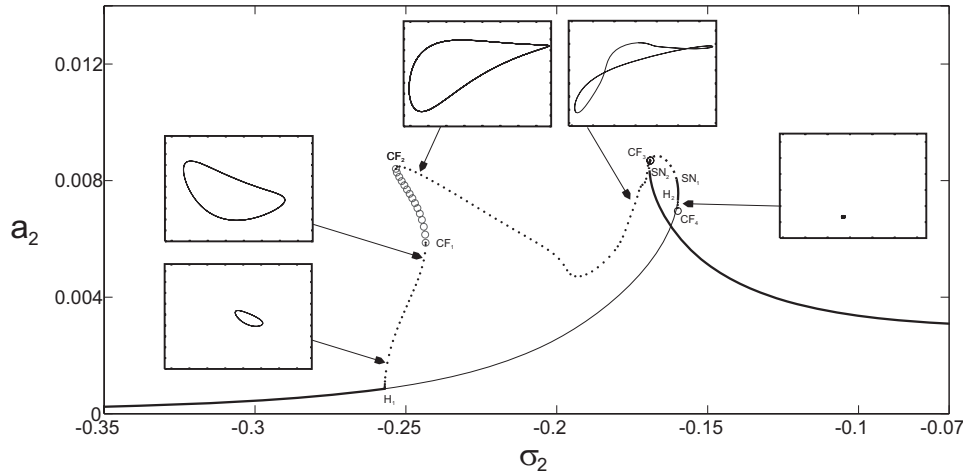 0.012
0.008
0.004
0
a₂
CF₂
CF₁
CF₃
SN₂
SN₁
H₂
CF₄
H₁
-0.35
-0.3
-0.25
-0.2
-0.15
-0.1
-0.07
σ₂